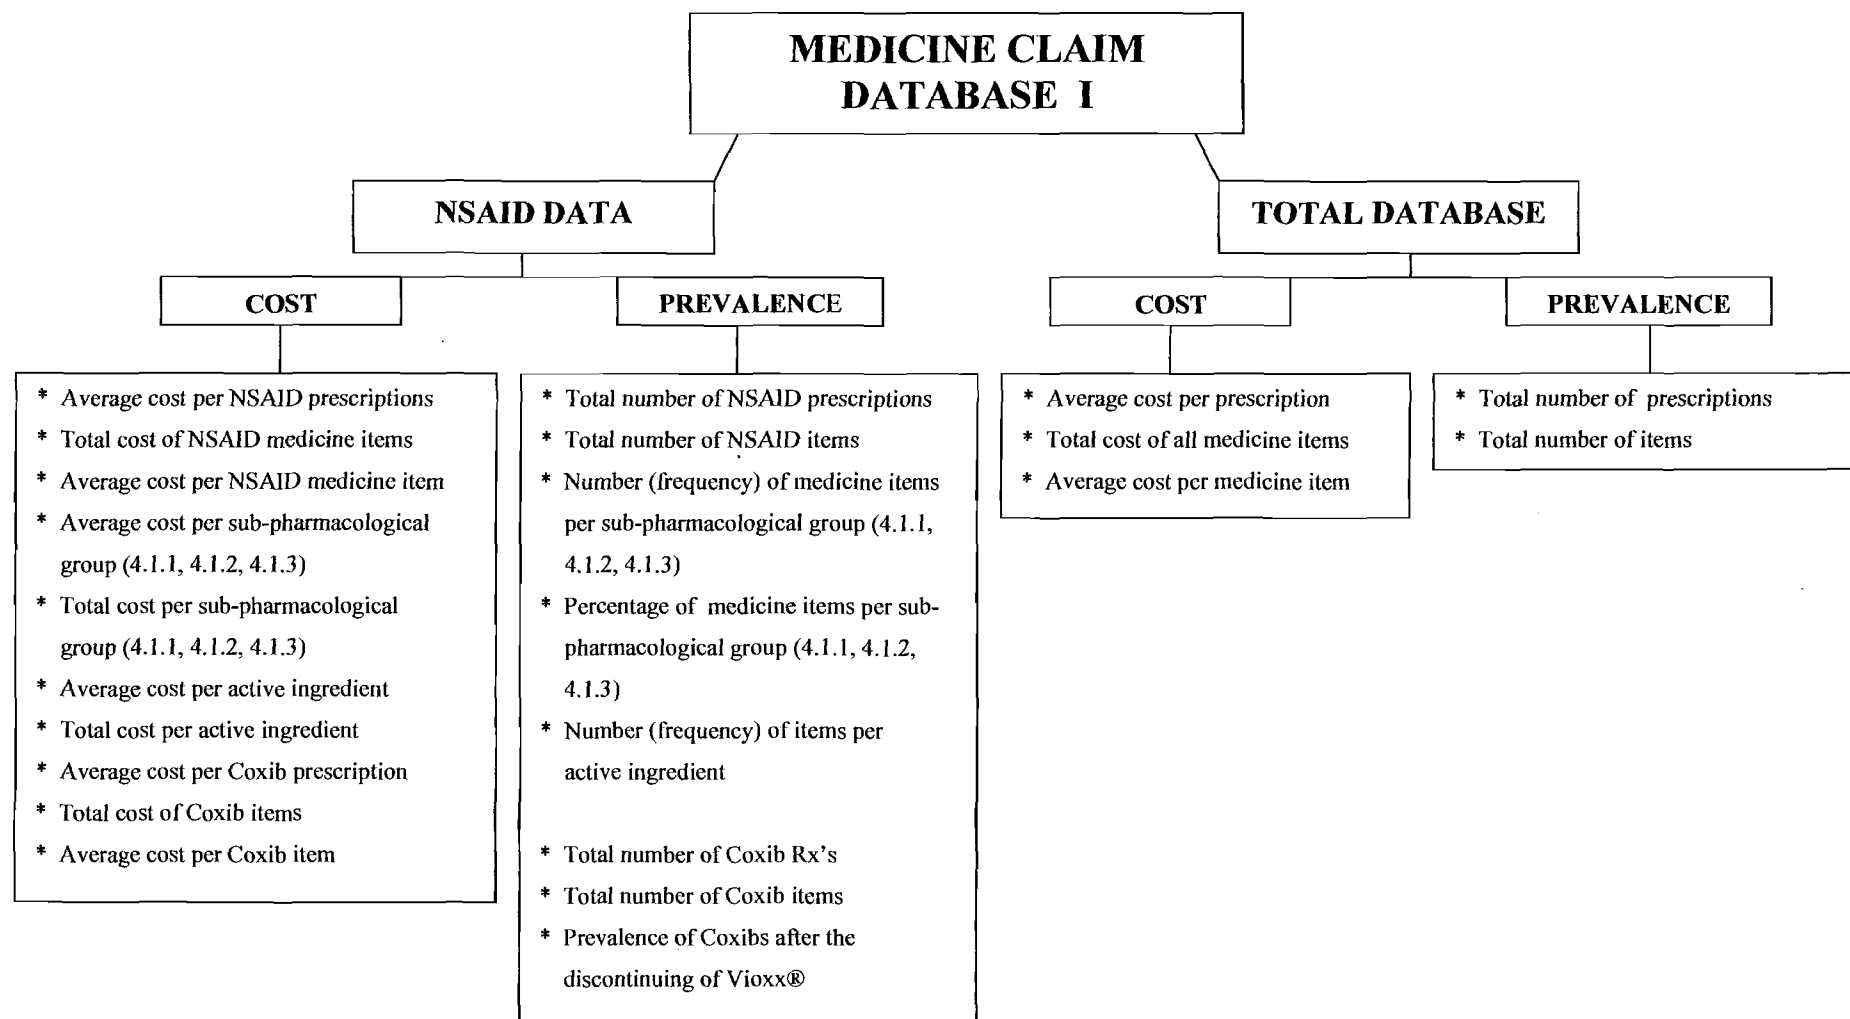 MEDICINE CLAIM
DATABASE I
NSAID DATA
TOTAL DATABASE
COST
PREVALENCE
COST
PREVALENCE
* Average cost per NSAID prescriptions
* Total cost of NSAID medicine items
* Average cost per NSAID medicine item
* Average cost per sub-pharmacological
group (4.1.1, 4.1.2, 4.1.3)
* Total cost per sub-pharmacological
group (4.1.1, 4.1.2, 4.1.3)
* Average cost per active ingredient
* Total cost per active ingredient
* Average cost per Coxib prescription
* Total cost of Coxib items
* Average cost per Coxib item
* Total number of NSAID prescriptions
* Total number of NSAID items
* Number (frequency) of medicine items
per sub-pharmacological group (4.1.1,
4.1.2, 4.1.3)
* Percentage of medicine items per sub-
pharmacological group (4.1.1, 4.1.2,
4.1.3)
* Number (frequency) of items per
active ingredient
* Total number of Coxib Rx's
* Total number of Coxib items
* Prevalence of Coxibs after the
discontinuing of Vioxx®
* Average cost per prescription
* Total cost of all medicine items
* Average cost per medicine item
* Total number of prescriptions
* Total number of items